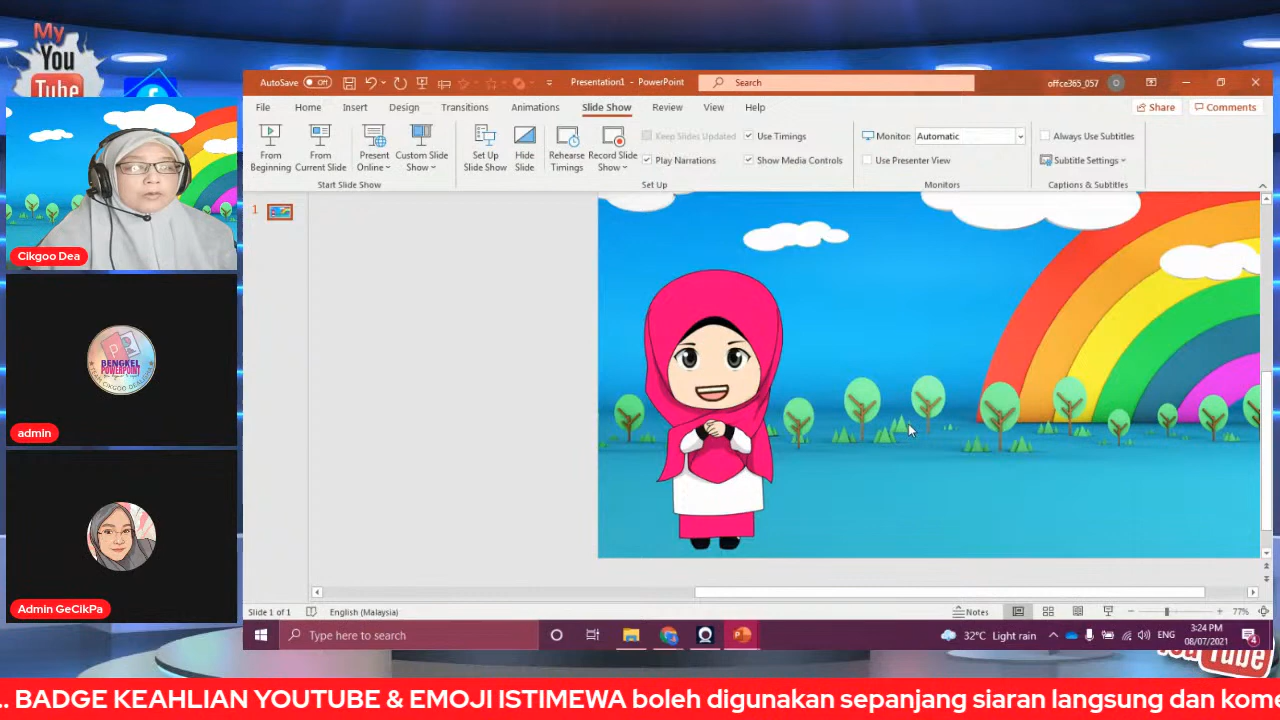 My
You
Tube
Cikgoo Dea
BENGKEL
POWERPOINT
admin
Admin GeCikPa
AutoSave Off
Presentation1 - PowerPoint
Search
offce365_057
File Home Insert Design Transitions Animations Slide Show Review View Help
Share
Comments
From Beginning
From Current Slide
Present Online
Custom Slide Show
Start Slide Show
Set Up Slide Show
Hide Slide
Rehearse Timings
Record Slide Show
Keep Slides Updated
Play Narrations
Use Timings
Show Media Controls
Set Up
Monitor: Automatic
Use Presenter View
Monitors
Always Use Subtitles
Subtitle Settings
Captions & Subtitles
1
Slide 1 of 1
English (Malaysia)
Notes
77%
Type here to search
32°C Light rain
ENG
3:24 PM
08/07/2021
4
Tube
.. BADGE KEAHLIAN YOUTUBE & EMOJI ISTIMEWA boleh digunakan sepanjang siaran langsung dan kome